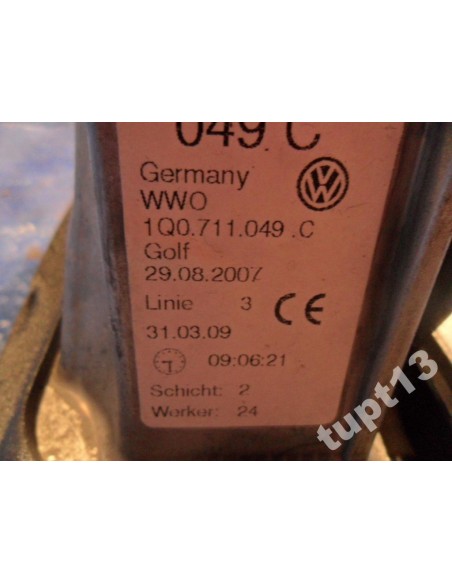 049 C
Germany
WWO
1Q0.711.049 .C
Golf
29.08.2007
Linie 3 CE
31.03.09
09:06:21
Schicht: 2
Werker: 24
tupt13